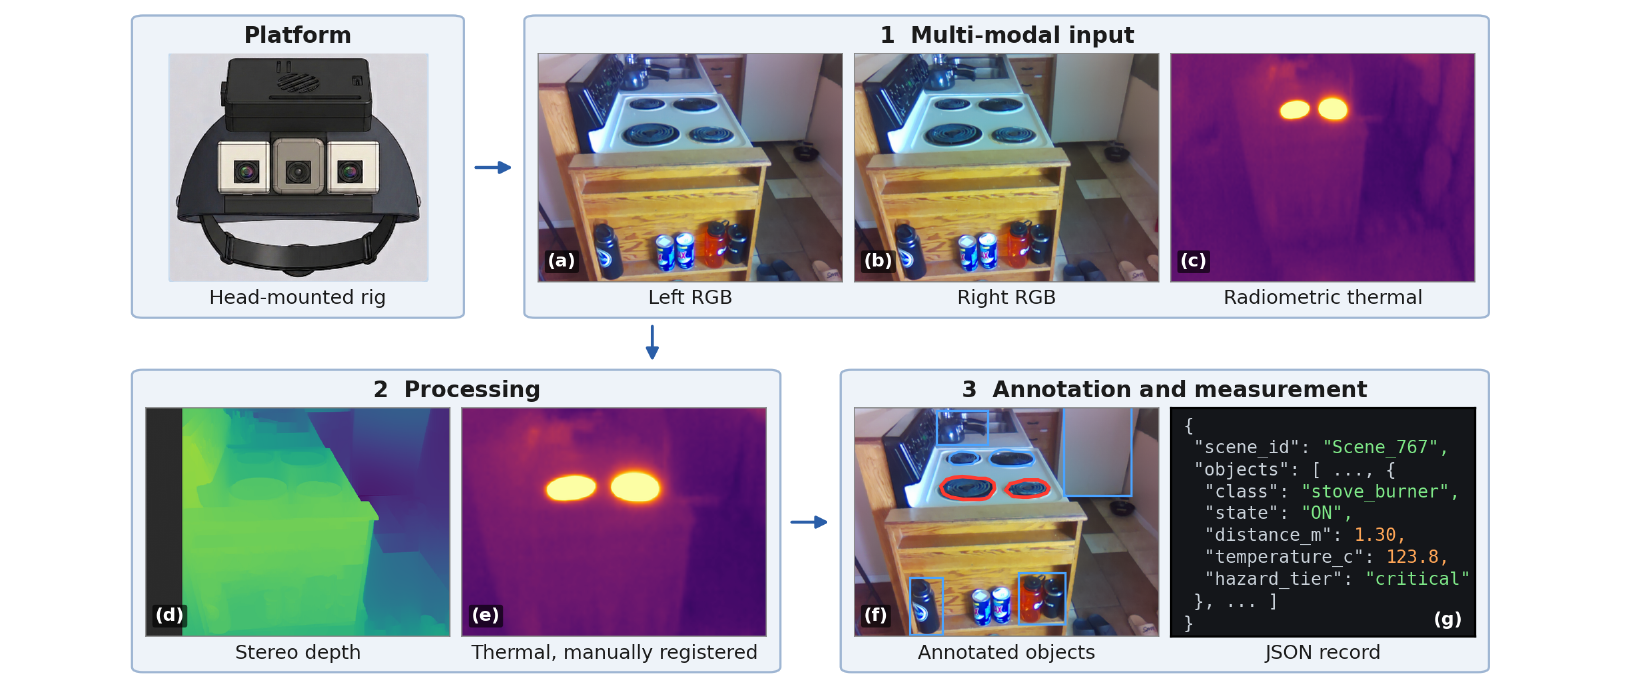 Platform
Head-mounted rig
1 Multi-modal input
(a)
(b)
(c)
Left RGB
Right RGB
Radiometric thermal
2 Processing
(d)
(e)
Stereo depth
Thermal, manually registered
3 Annotation and measurement
(f)
{
"scene_id": "Scene_767",
"objects": [ ..., {
"class": "stove_burner",
"state": "ON",
"distance_m": 1.30,
"temperature_c": 123.8,
"hazard_tier": "critical"
}, ... ]
}
(g)
Annotated objects
JSON record